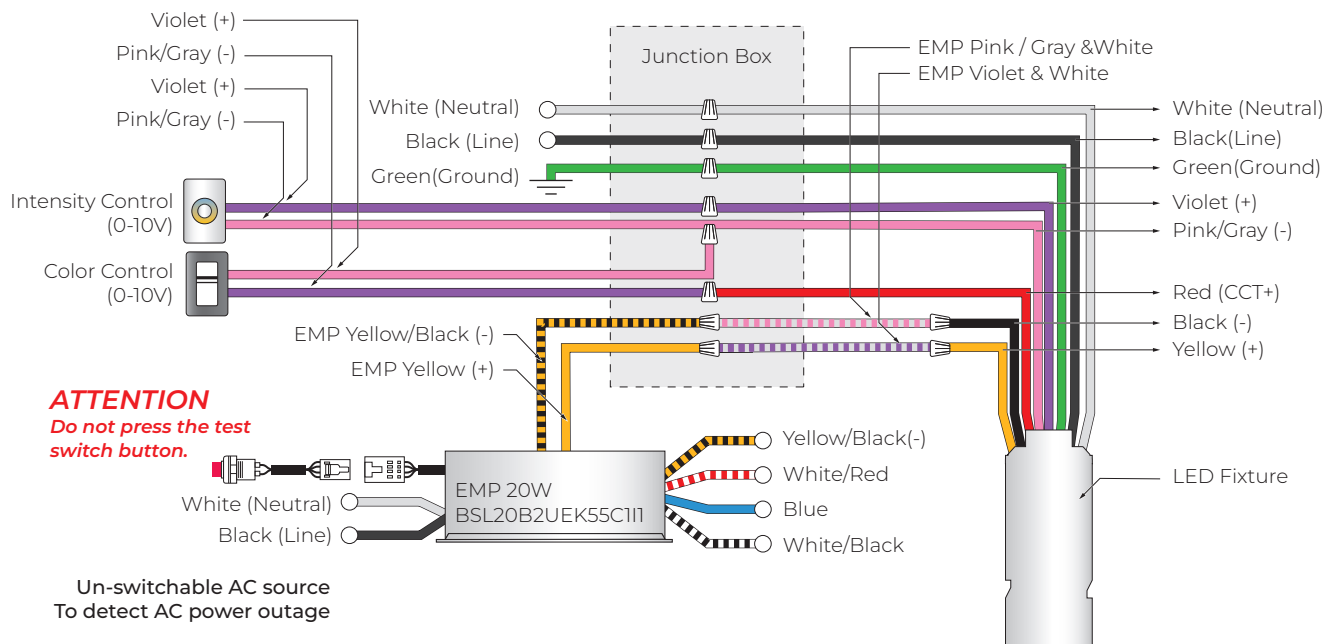 Violet (+)
Pink/Gray (-)
Violet (+)
Pink/Gray (-)
Junction Box
EMP Pink / Gray &White
EMP Violet & White
White (Neutral)
Black (Line)
Green(Ground)
White (Neutral)
Black(Line)
Green(Ground)
Violet (+)
Pink/Gray (-)
Intensity Control
(0-10V)
Color Control
(0-10V)
Red (CCT+)
Black (-)
Yellow (+)
EMP Yellow/Black (-)
EMP Yellow (+)
ATTENTION
Do not press the test
switch button.
Yellow/Black(-)
White/Red
Blue
White/Black
LED Fixture
EMP 20W
BSL20B2UEK55C1I1
White (Neutral)
Black (Line)
Un-switchable AC source
To detect AC power outage